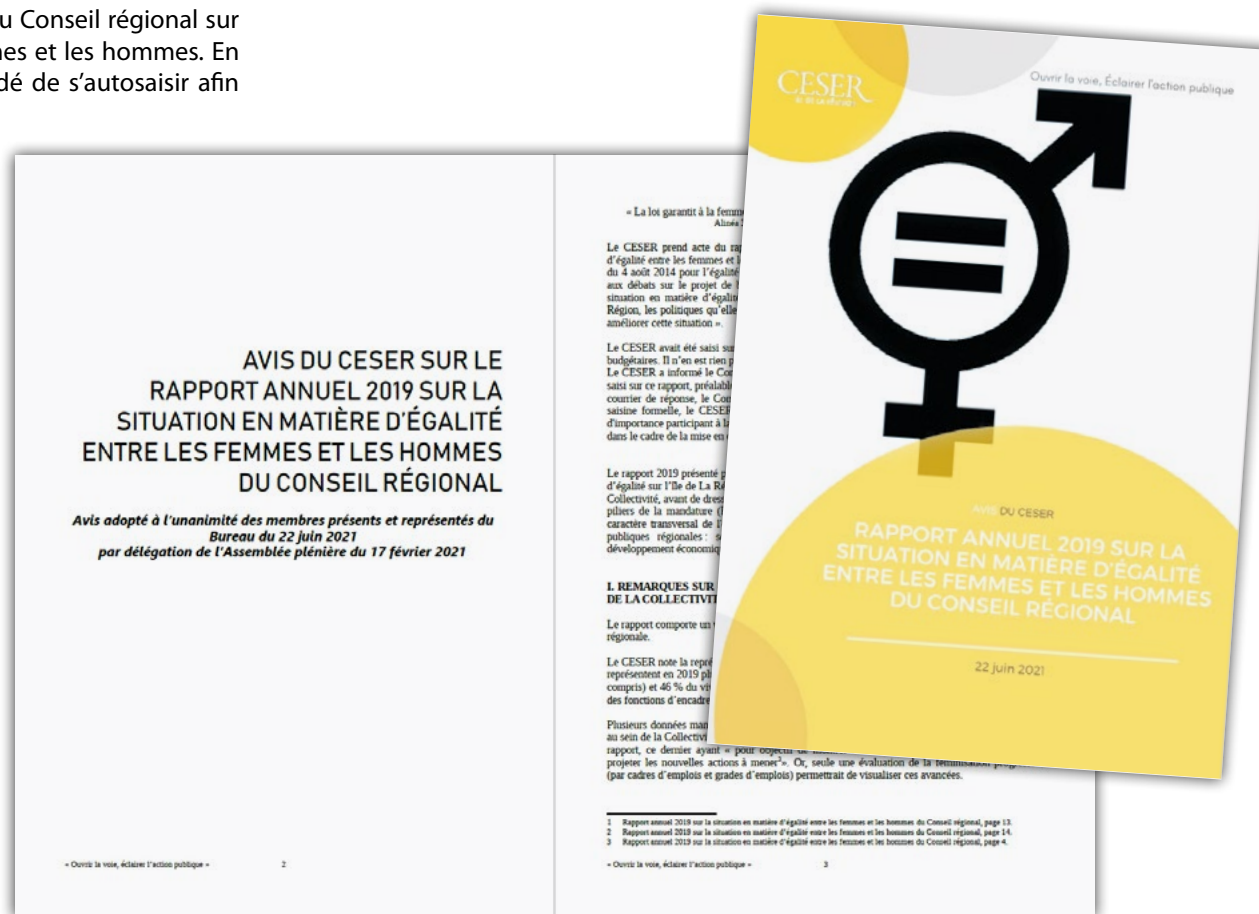 u Conseil régional sur
nes et les hommes. En
dé de s'autosaisir afin
AVIS DU CESER SUR LE
RAPPORT ANNUEL 2019 SUR LA
SITUATION EN MATIÈRE D'ÉGALITÉ
ENTRE LES FEMMES ET LES HOMMES
DU CONSEIL RÉGIONAL
Avis adopté à l'unanimité des membres présents et représentés du
Bureau du 22 juin 2021
par délégation de l'Assemblée plénière du 17 février 2021
« Ouvrir la voie, éclairer l'action publique »
2
« La loi garantit à la femme
Alinéa
Le CESER prend acte du
d'égalité entre les femmes et
du 4 août 2014 pour l'égalité
aux débats sur le projet de
situation en matière d'égalité
Région, les politiques qu'elle
améliorer cette situation ».
Le CESER avait été saisi sur
budgétaires. Il n'en est rien
Le CESER a informé le
saisi sur ce rapport,
courrier de réponse, le
saisine formelle, le CESER
d'importance participant à la
dans le cadre de la mise en
Le rapport 2019 présenté
d'égalité sur l'île de La
Collectivité, avant de
piliers de la mandature
caractère transversal de
publiques régionales :
développement
I. REMARQUES SUR
DE LA
Le rapport comporte un
régionale.
Le CESER note la
représentent en 2019
compris) et 46 % du
des fonctions
Plusieurs données
au sein de la
rapport, ce dernier ayant « pour objectif de
projeter les nouvelles actions à mener³». Or, seule une évaluation de la féminisation
(par cadres d'emplois et grades d'emplois) permettrait de visualiser ces avancées.
1 Rapport annuel 2019 sur la situation en matière d'égalité entre les femmes et les hommes du Conseil régional, page 13.
2 Rapport annuel 2019 sur la situation en matière d'égalité entre les femmes et les hommes du Conseil régional, page 14.
3 Rapport annuel 2019 sur la situation en matière d'égalité entre les femmes et les hommes du Conseil régional, page 4.
« Ouvrir la voie, éclairer l'action publique »
3
CESER
Ouvrir la voie, Éclairer l'action publique
AVIS DU CESER
RAPPORT ANNUEL 2019 SUR LA
SITUATION EN MATIÈRE D'ÉGALITÉ
ENTRE LES FEMMES ET LES HOMMES
DU CONSEIL RÉGIONAL
22 juin 2021